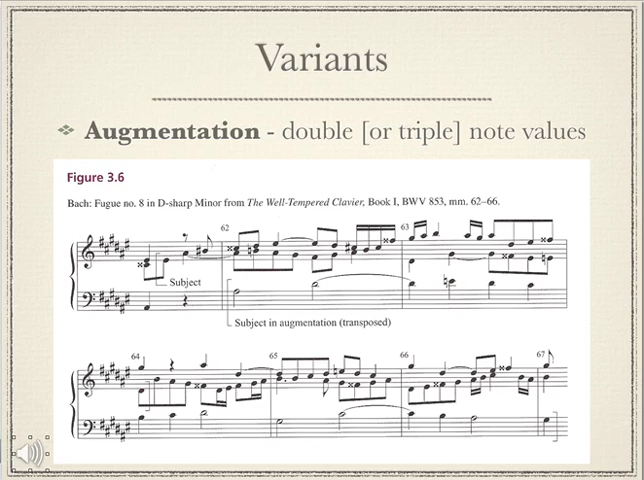 Variants
Augmentation - double [or triple] note values
Figure 3.6
Bach: Fugue no. 8 in D-sharp Minor from The Well-Tempered Clavier, Book I, BWV 853, mm. 62–66.
62
63
Subject
Subject in augmentation (transposed)
64
65
66
67